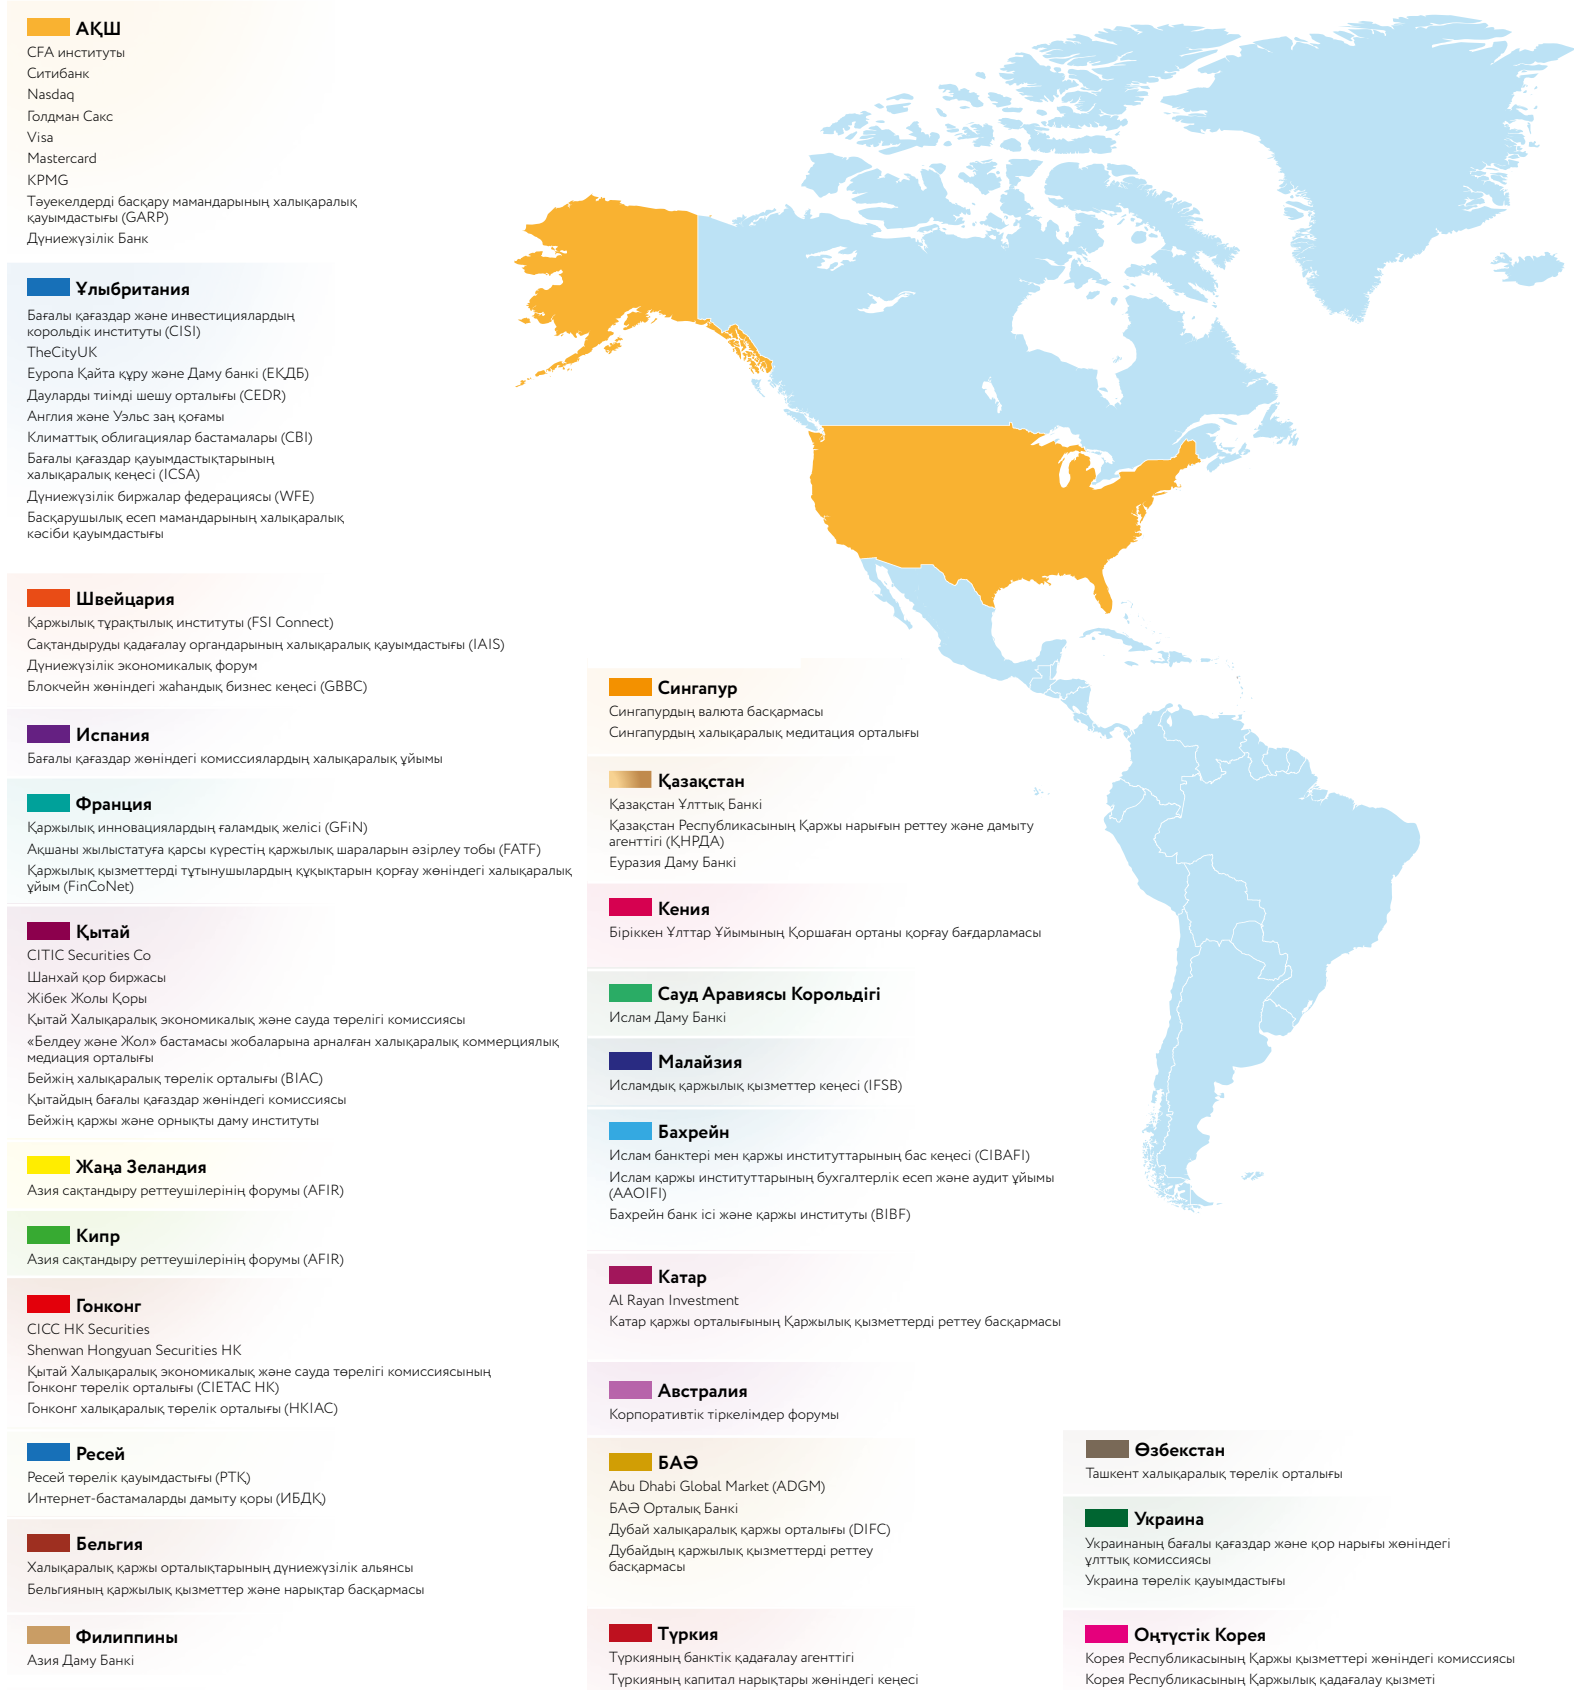 АҚШ
CFA институты
Ситибанк
Nasdaq
Голдман Сакс
Visa
Mastercard
KPMG
Тәуекелдерді басқару мамандарының халықаралық
қауымдастығы (GARP)
Дүниежүзілік Банк
Ұлыбритания
Бағалы қағаздар және инвестициялардың
корольдік институты (CISI)
TheCityUK
Еуропа Қайта құру және Даму банкі (ЕҚДБ)
Дауларды тиімді шешу орталығы (CEDR)
Англия және Уэльс заң қоғамы
Климаттық облигациялар бастамалары (CBI)
Бағалы қағаздар қауымдастықтарының
халықаралық кеңесі (ICSA)
Дүниежүзілік биржалар федерациясы (WFE)
Басқарушылық есеп мамандарының халықаралық
кәсіби қауымдастығы
Швейцария
Қаржылық тұрақтылық институты (FSI Connect)
Сақтандыруды қадағалау органдарының халықаралық қауымдастығы (IAIS)
Дүниежүзілік экономикалық форум
Блокчейн жөніндегі жаһандық бизнес кеңесі (GBBC)
Испания
Бағалы қағаздар жөніндегі комиссиялардың халықаралық ұйымы
Франция
Қаржылық инновациялардың ғаламдық желісі (GFiN)
Ақшаны жылыстатуға қарсы күрестің қаржылық шараларын әзірлеу тобы (FATF)
Қаржылық қызметтерді тұтынушылардың құқықтарын қорғау жөніндегі халықаралық
ұйым (FinCoNet)
Қытай
CITIC Securities Co
Шанхай қор биржасы
Жібек Жолы Қоры
Қытай Халықаралық экономикалық және сауда төрелігі комиссиясы
«Белдеу және Жол» бастамасы жобаларына арналған халықаралық коммерциялық
медиация орталығы
Бейжің халықаралық төрелік орталығы (BIAC)
Қытайдың бағалы қағаздар жөніндегі комиссиясы
Бейжің қаржы және орнықты даму институты
Жаңа Зеландия
Азия сақтандыру реттеушілерінің форумы (AFIR)
Кипр
Азия сақтандыру реттеушілерінің форумы (AFIR)
Гонконг
CICC HK Securities
Shenwan Hongyuan Securities HK
Қытай Халықаралық экономикалық және сауда төрелігі комиссиясының
Гонконг төрелік орталығы (CIETAC HK)
Гонконг халықаралық төрелік орталығы (HKIAC)
Ресей
Ресей төрелік қауымдастығы (РТҚ)
Интернет-бастамаларды дамыту қоры (ИБДҚ)
Бельгия
Халықаралық қаржы орталықтарының дүниежүзілік альянсы
Бельгияның қаржылық қызметтер және нарықтар басқармасы
Филиппины
Азия Даму Банкі
Сингапур
Сингапурдың валюта басқармасы
Сингапурдың халықаралық медитация орталығы
Қазақстан
Қазақстан Ұлттық Банкі
Қазақстан Республикасының Қаржы нарығын реттеу және дамыту
агенттігі (ҚНРДА)
Еуразия Даму Банкі
Кения
Біріккен Ұлттар Ұйымының Қоршаған ортаны қорғау бағдарламасы
Сауд Аравиясы Корольдігі
Ислам Даму Банкі
Малайзия
Исламдық қаржылық қызметтер кеңесі (IFSB)
Бахрейн
Ислам банктері мен қаржы институттарының бас кеңесі (CIBAFI)
Ислам қаржы институттарының бухгалтерлік есеп және аудит ұйымы
(AAOIFI)
Бахрейн банк ісі және қаржы институты (BIBF)
Катар
Al Rayan Investment
Катар қаржы орталығының Қаржылық қызметтерді реттеу басқармасы
Австралия
Корпоративтік тіркелімдер форумы
БАӘ
Abu Dhabi Global Market (ADGM)
БАӘ Орталық Банкі
Дубай халықаралық қаржы орталығы (DIFC)
Дубайдың қаржылық қызметтерді реттеу
басқармасы
Түркия
Түркияның банктік қадағалау агенттігі
Түркияның капитал нарықтары жөніндегі кеңесі
Өзбекстан
Ташкент халықаралық төрелік орталығы
Украина
Украинаның бағалы қағаздар және қор нарығы жөніндегі
ұлттық комиссиясы
Украина төрелік қауымдастығы
Оңтүстік Корея
Корея Республикасының Қаржы қызметтері жөніндегі комиссиясы
Корея Республикасының Қаржылық қадағалау қызметі